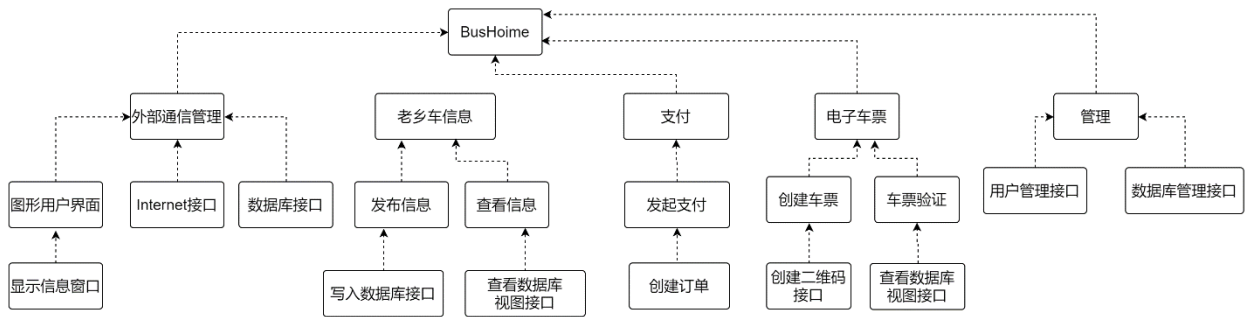 BusHoime
外部通信管理
老乡车信息
支付
电子车票
管理
图形用户界面
Internet接口
数据库接口
发布信息
查看信息
发起支付
创建车票
车票验证
用户管理接口
数据库管理接口
显示信息窗口
写入数据库接口
查看数据库
视图接口
创建订单
创建二维码
接口
查看数据库
视图接口